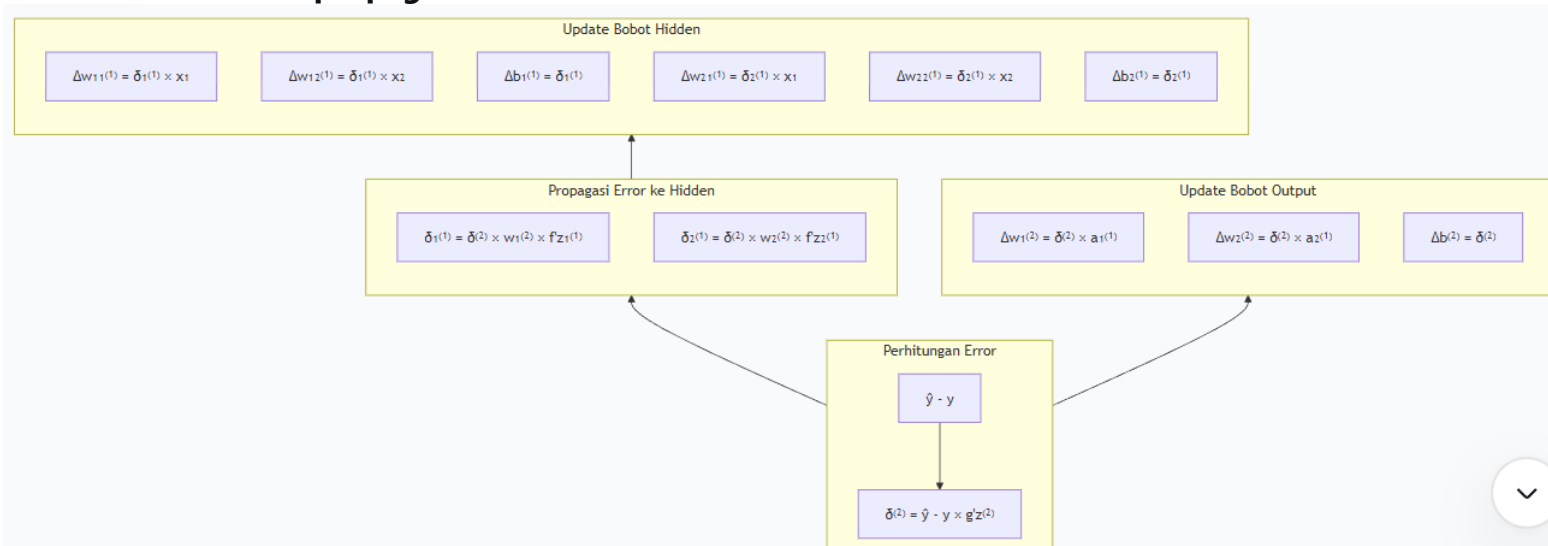 Update Bobot Hidden
Δw₁₁⁽¹⁾ = δ₁⁽¹⁾ × x₁
Δw₁₂⁽¹⁾ = δ₁⁽¹⁾ × x₂
Δb₁⁽¹⁾ = δ₁⁽¹⁾
Δw₂₁⁽¹⁾ = δ₂⁽¹⁾ × x₁
Δw₂₂⁽¹⁾ = δ₂⁽¹⁾ × x₂
Δb₂⁽¹⁾ = δ₂⁽¹⁾
Propagasi Error ke Hidden
δ₁⁽¹⁾ = δ⁽²⁾ × w₁⁽²⁾ × f'z₁⁽¹⁾
δ₂⁽¹⁾ = δ⁽²⁾ × w₂⁽²⁾ × f'z₂⁽¹⁾
Update Bobot Output
Δw₁⁽²⁾ = δ⁽²⁾ × a₁⁽¹⁾
Δw₂⁽²⁾ = δ⁽²⁾ × a₂⁽¹⁾
Δb⁽²⁾ = δ⁽²⁾
Perhitungan Error
ŷ - y
δ⁽²⁾ = ŷ - y × g'z⁽²⁾